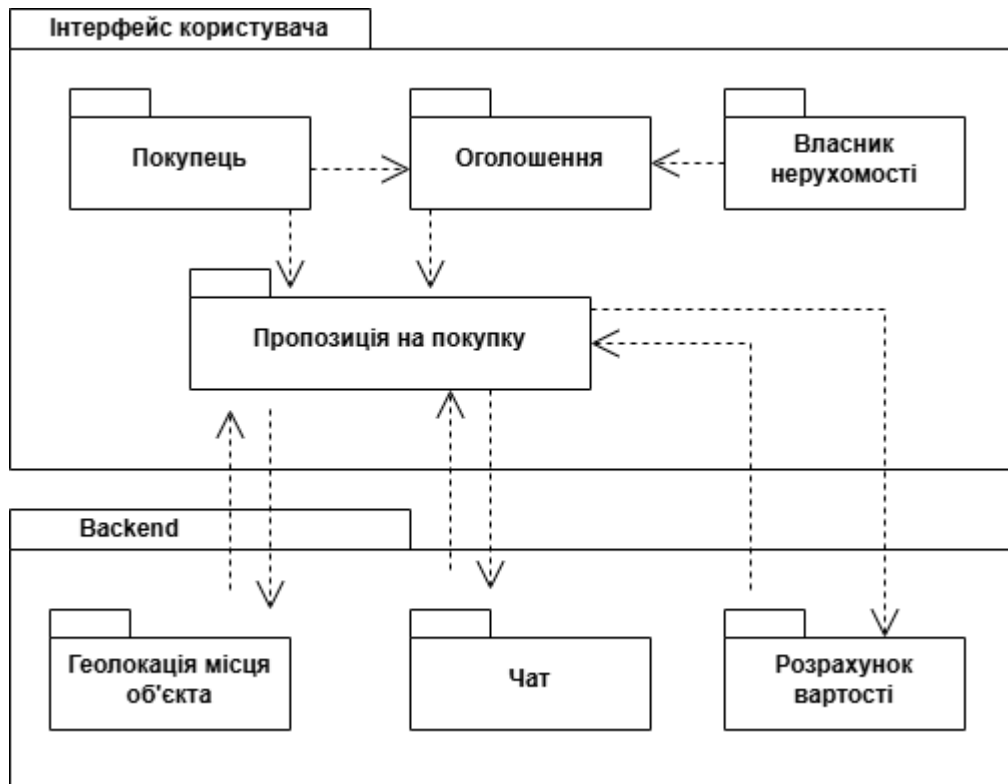 Інтерфейс користувача
Покупець
Оголошення
Власник
нерухомості
Пропозиція на покупку
Backend
Геолокація місця
об'єкта
Чат
Розрахунок
вартості